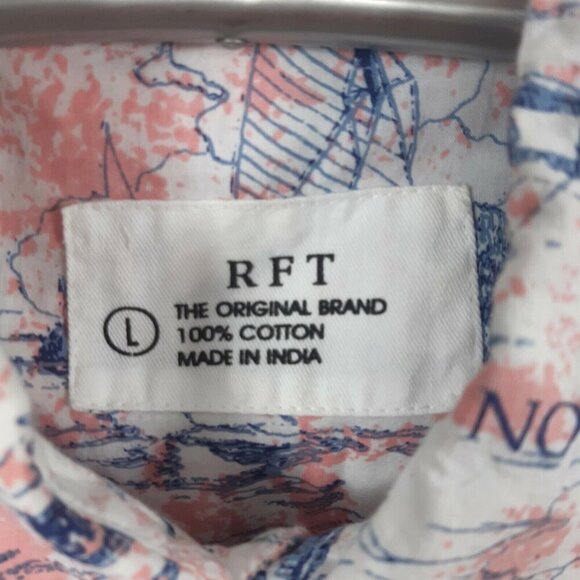 RFT
THE ORIGINAL BRAND
L
100% COTTON
MADE IN INDIA
NO